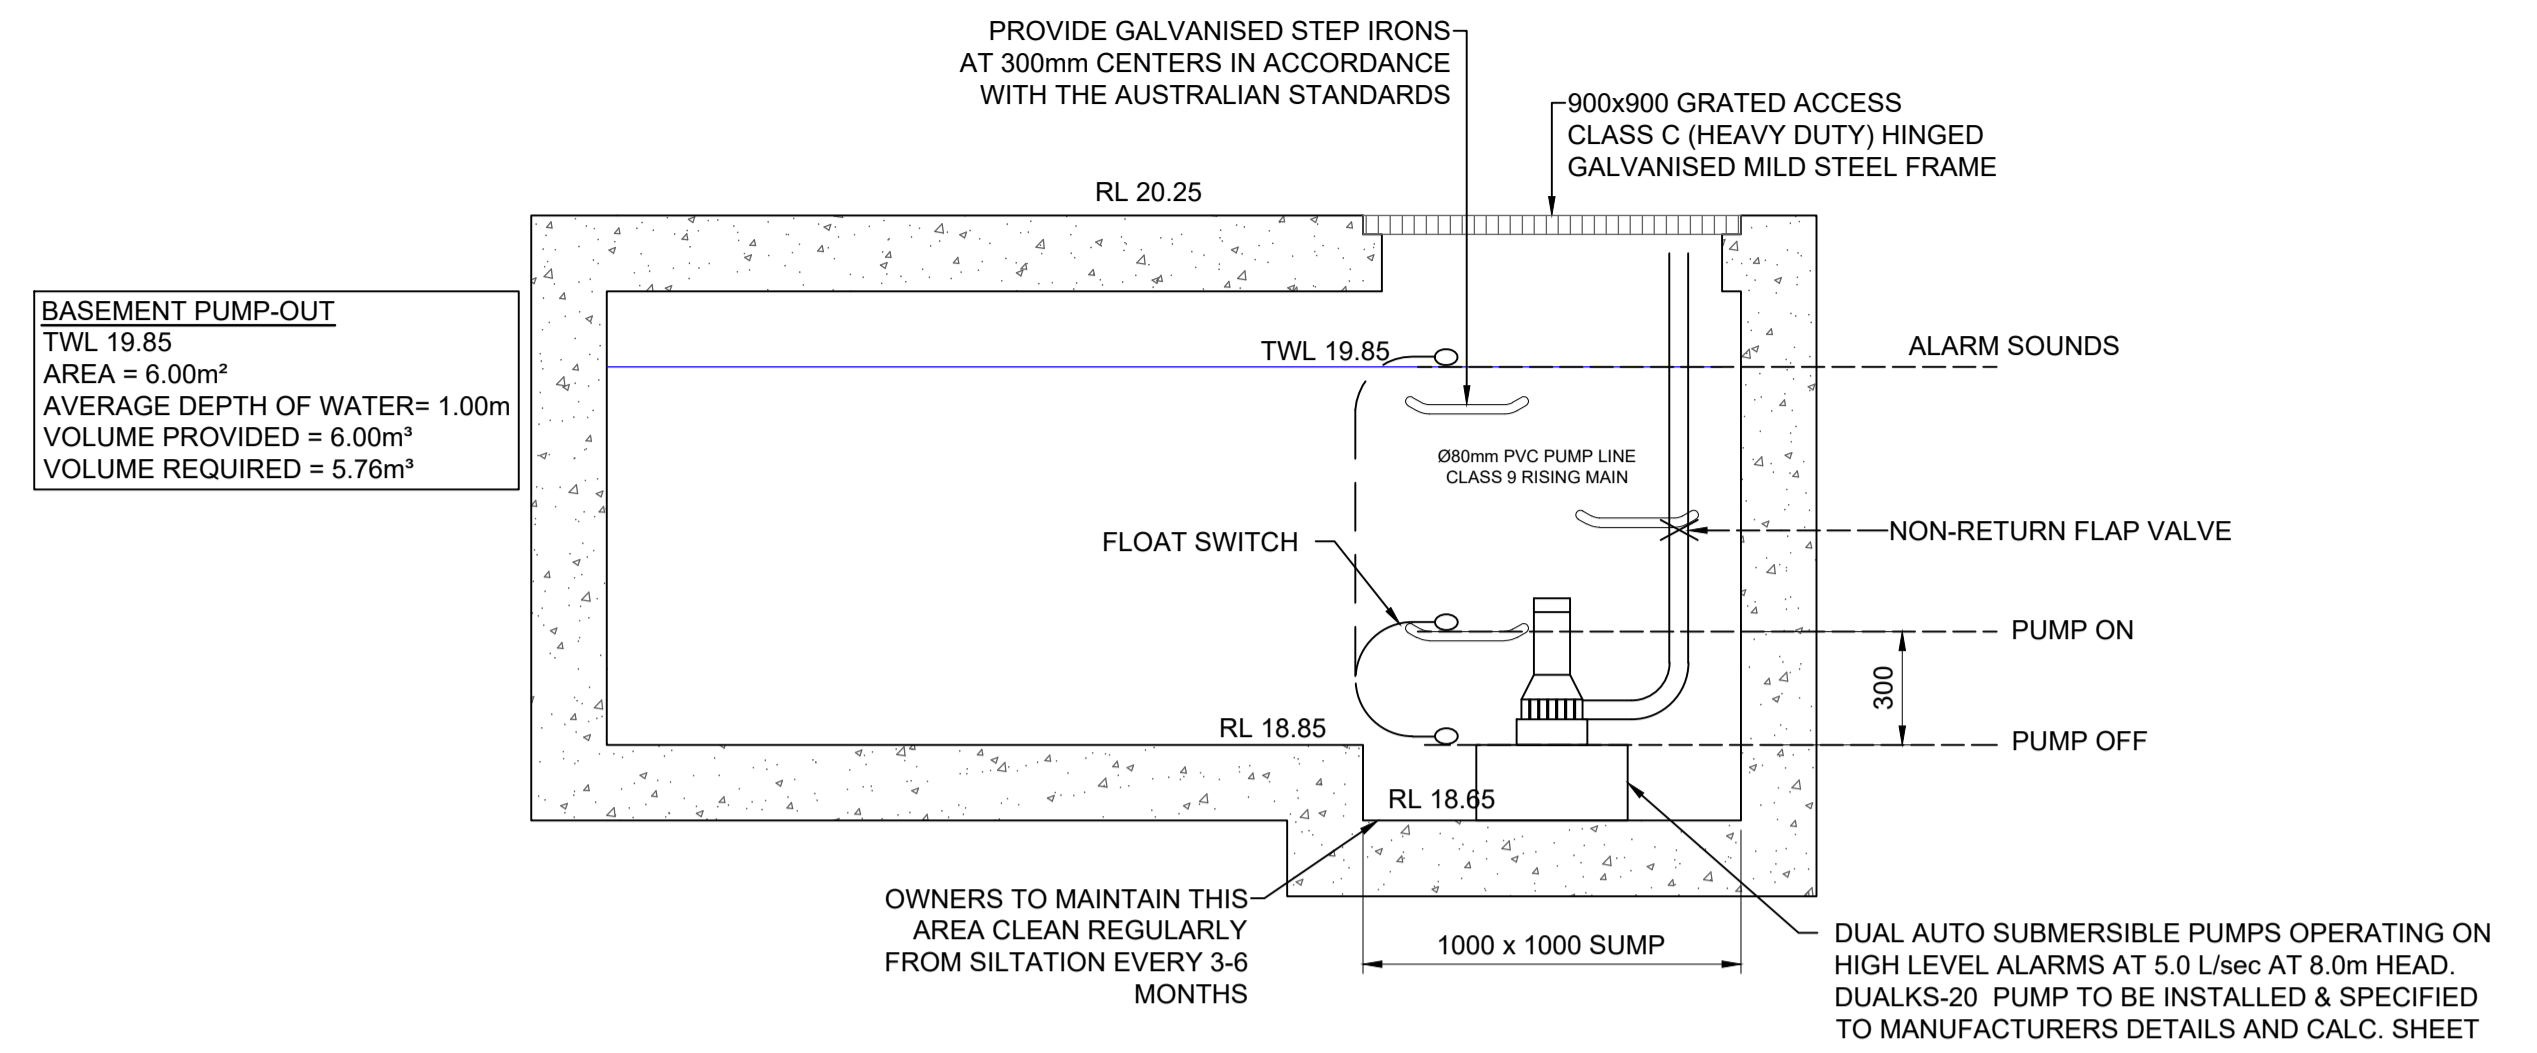 PROVIDE GALVANISED STEP IRONS
AT 300mm CENTERS IN ACCORDANCE
WITH THE AUSTRALIAN STANDARDS
900x900 GRATED ACCESS
CLASS C (HEAVY DUTY) HINGED
GALVANISED MILD STEEL FRAME
RL 20.25
BASEMENT PUMP-OUT
TWL 19.85
AREA = 6.00m²
AVERAGE DEPTH OF WATER= 1.00m
VOLUME PROVIDED = 6.00m³
VOLUME REQUIRED = 5.76m³
TWL 19.85
ALARM SOUNDS
Ø80mm PVC PUMP LINE
CLASS 9 RISING MAIN
FLOAT SWITCH
NON-RETURN FLAP VALVE
PUMP ON
300
RL 18.85
PUMP OFF
RL 18.65
OWNERS TO MAINTAIN THIS
AREA CLEAN REGULARLY
FROM SILTATION EVERY 3-6
MONTHS
1000 x 1000 SUMP
DUAL AUTO SUBMERSIBLE PUMPS OPERATING ON
HIGH LEVEL ALARMS AT 5.0 L/sec AT 8.0m HEAD.
DUALKS-20 PUMP TO BE INSTALLED & SPECIFIED
TO MANUFACTURERS DETAILS AND CALC. SHEET